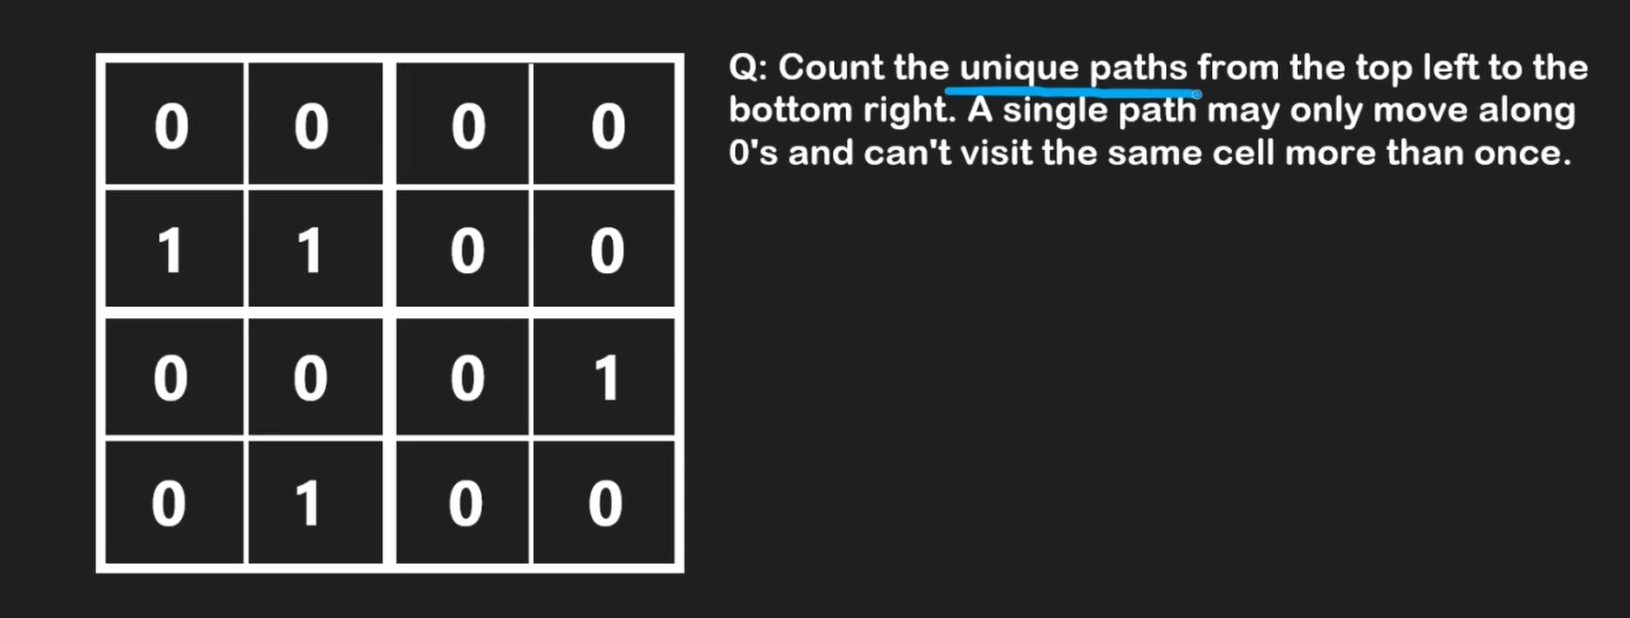 0 0 0 0
1 1 0 0
0 0 0 1
0 1 0 0
Q: Count the unique paths from the top left to the
bottom right. A single path may only move along
0's and can't visit the same cell more than once.